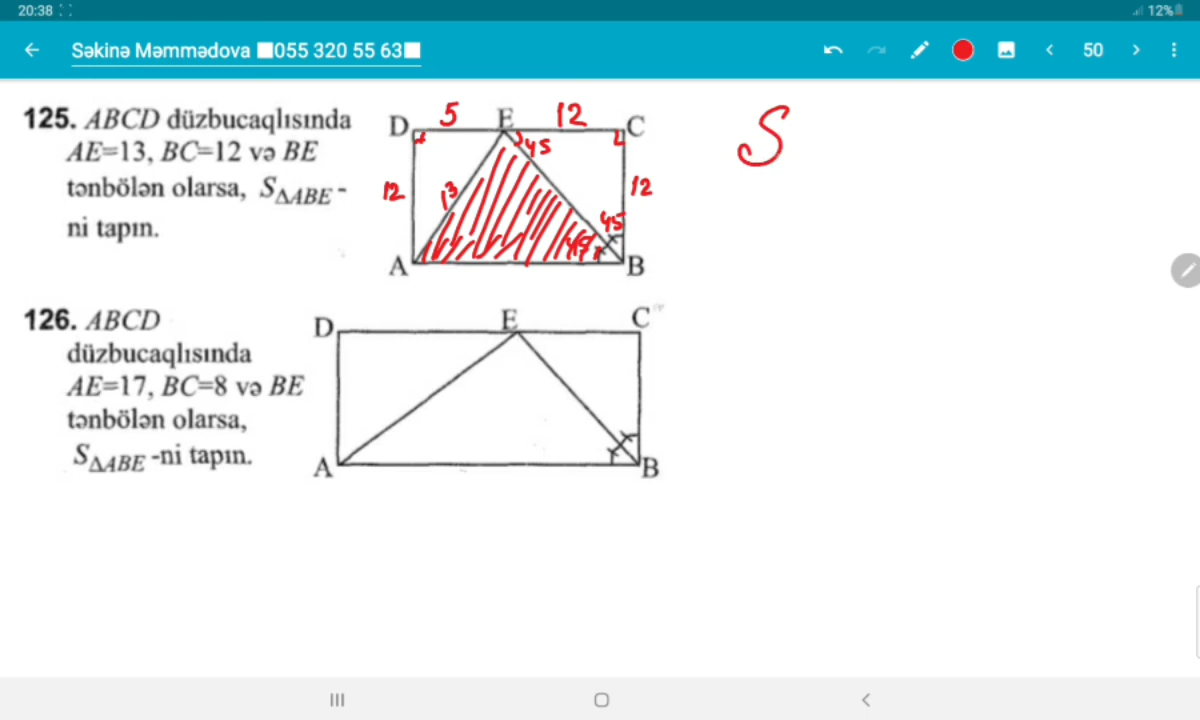 20:38
12%
Səkinə Məmmədova 055 320 55 63
50
125. ABCD düzbucaqlısında
AE=13, BC=12 və BE
tənbölən olarsa, S△ABE -
ni tapın.
D 5 E 12 C
45
12 13 12
45
45
A B
S
126. ABCD
düzbucaqlısında
AE=17, BC=8 və BE
tənbölən olarsa,
S△ABE -ni tapın.
D E C
A B